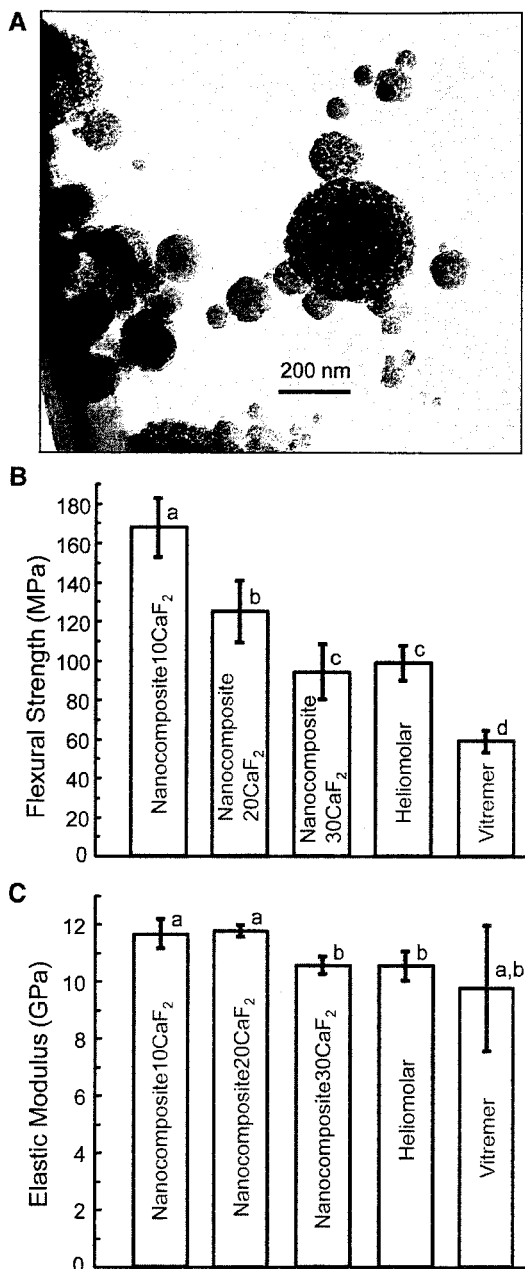 A
200 nm
B
Flexural Strength (MPa)
180
160
140
120
100
80
60
40
20
0
a
b
c
c
d
Nanocomposite10CaF₂
Nanocomposite
20CaF₂
Nanocomposite
30CaF₂
Heliomolar
Vitremer
C
Elastic Modulus (GPa)
12
10
8
6
4
2
0
a
a
b
b
a,b
Nanocomposite10CaF₂
Nanocomposite20CaF₂
Nanocomposite30CaF₂
Heliomolar
Vitremer